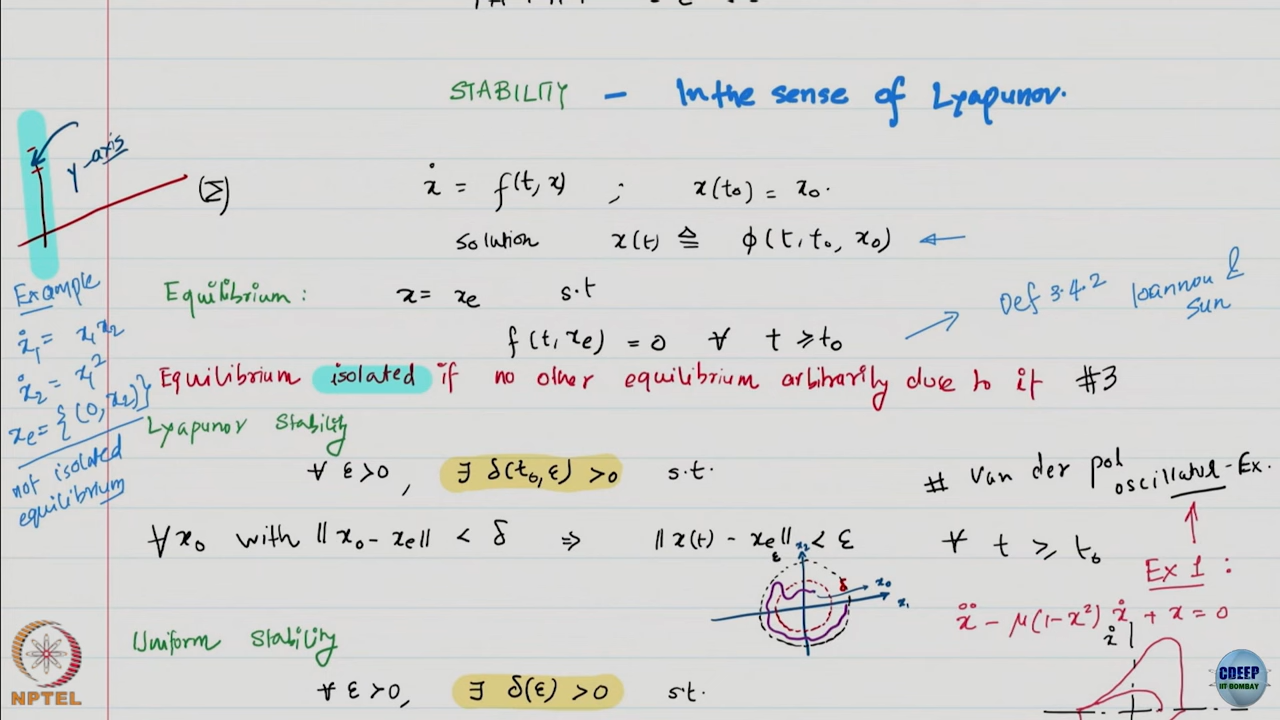 STABILITY - In the sense of Lyapunov.
Y-axis
(Σ)
ẋ = f(t, x) ; x(t₀) = x₀.
solution x(t) ≜ ϕ(t, t₀, x₀) ←
Equilibrium: x = xₑ s.t
f(t, xₑ) = 0 ∀ t ≥ t₀
Def 3.4.2 Ioannou & Sun
Example
ẋ₁ = x₁x₂
ẋ₂ = x₁²
xₑ = {(0, x₂)}
not isolated
equilibrium
Equilibrium isolated if no other equilibrium arbitrarily close to it #3
Lyapunov Stability
∀ ε > 0, ∃ δ(t₀, ε) > 0 s.t.
∀ x₀ with ‖x₀ - xₑ‖ < δ ⇒ ‖x(t) - xₑ‖ < ε ∀ t ≥ t₀
ε
x₂
δ
x₀
x₁
# Van der pol
oscillator - Ex.
Ex 1 :
ẍ - μ(1-x²) ẋ + x = 0
ẋ
Uniform Stability
∀ ε > 0, ∃ δ(ε) > 0 s.t.
NPTEL
CDEEP
IIT BOMBAY